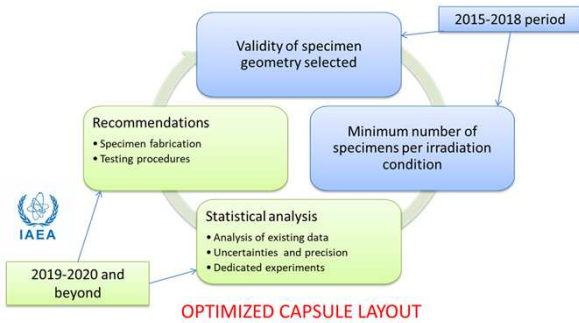 2015-2018 period
Validity of specimen
geometry selected
Minimum number of
specimens per irradiation
condition
Recommendations
• Specimen fabrication
• Testing procedures
Statistical analysis
• Analysis of existing data
• Uncertainties and precision
• Dedicated experiments
IAEA
2019-2020 and
beyond
OPTIMIZED CAPSULE LAYOUT